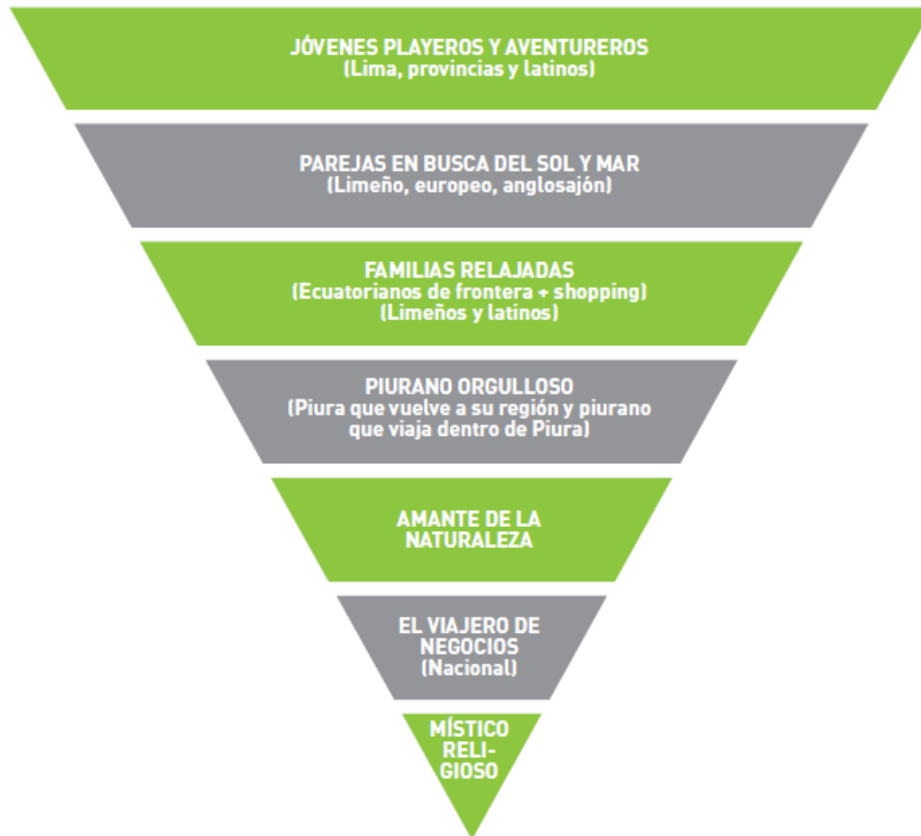 JÓVENES PLAYEROS Y AVENTUREROS
(Lima, provincias y latinos)
PAREJAS EN BUSCA DEL SOL Y MAR
(Limeño, europeo, anglosajón)
FAMILIAS RELAJADAS
(Ecuatorianos de frontera + shopping)
(Limeños y latinos)
PIURANO ORGULLOSO
(Piura que vuelve a su región y piurano
que viaja dentro de Piura)
AMANTE DE LA
NATURALEZA
EL VIAJERO DE
NEGOCIOS
(Nacional)
MÍSTICO
RELI-
GIOSO